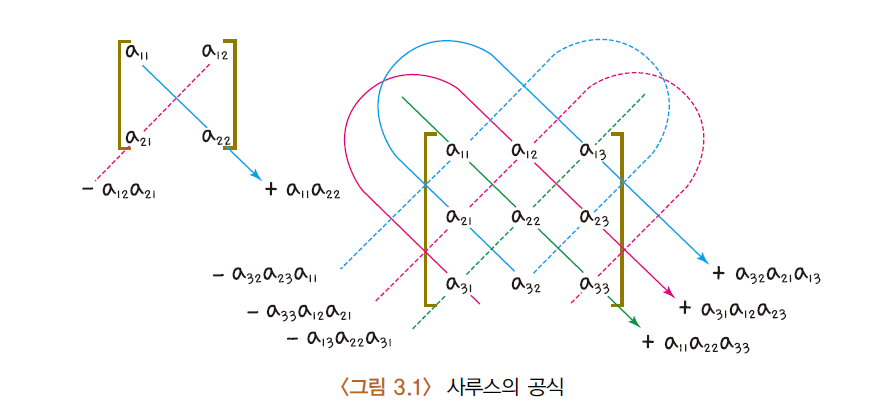 a₁₁ a₁₂
a₂₁ a₂₂
− a₁₂a₂₁ + a₁₁a₂₂
a₁₁ a₁₂ a₁₃
a₂₁ a₂₂ a₂₃
a₃₁ a₃₂ a₃₃
− a₃₂a₂₃a₁₁
− a₃₃a₁₂a₂₁
− a₁₃a₂₂a₃₁
+ a₃₂a₂₁a₁₃
+ a₃₁a₁₂a₂₃
+ a₁₁a₂₂a₃₃
〈그림 3.1〉 사루스의 공식